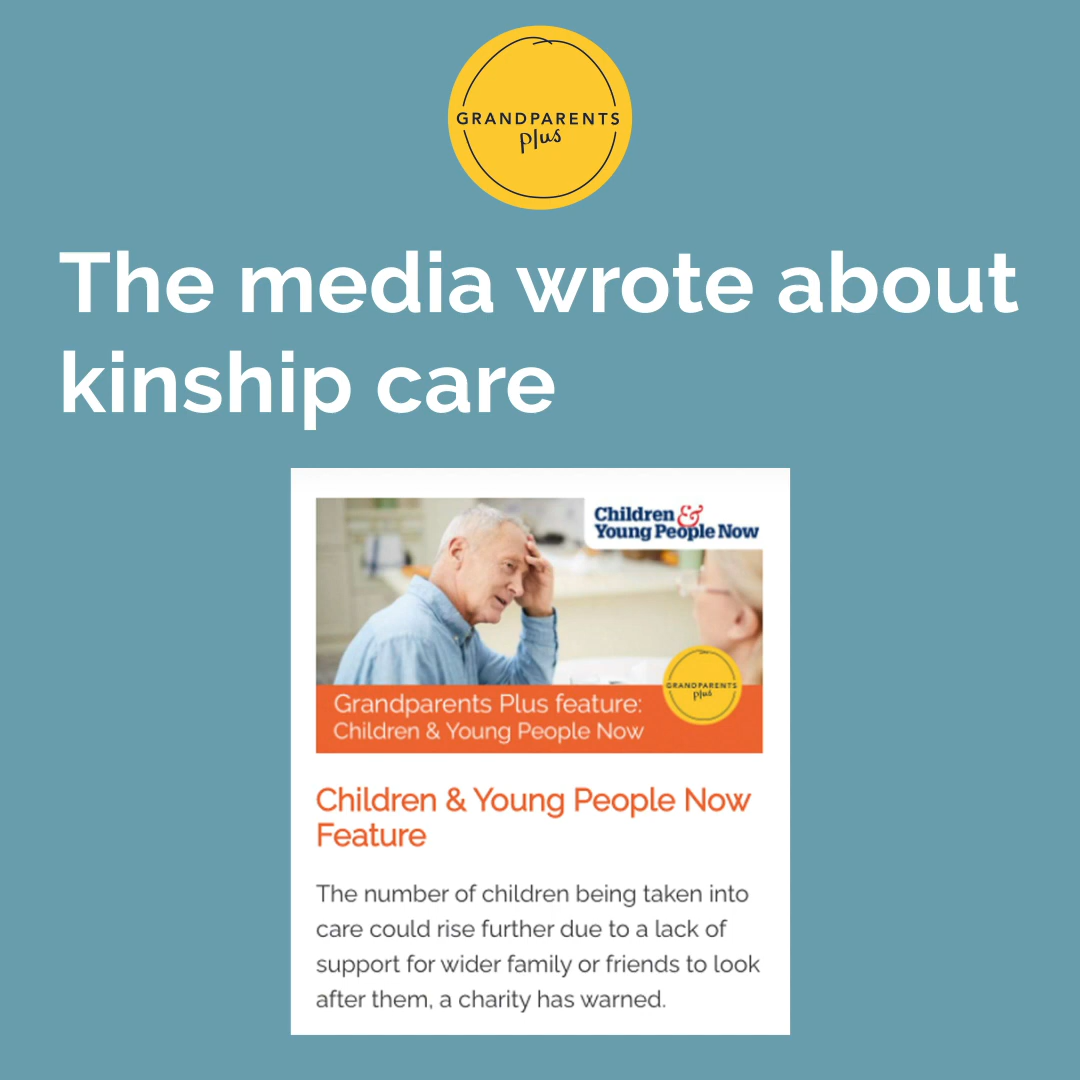 GRANDPARENTS
plus
The media wrote about
kinship care
Children &
Young People Now
GRANDPARENTS
plus
Grandparents Plus feature:
Children & Young People Now
Children & Young People Now
Feature
The number of children being taken into
care could rise further due to a lack of
support for wider family or friends to look
after them, a charity has warned.